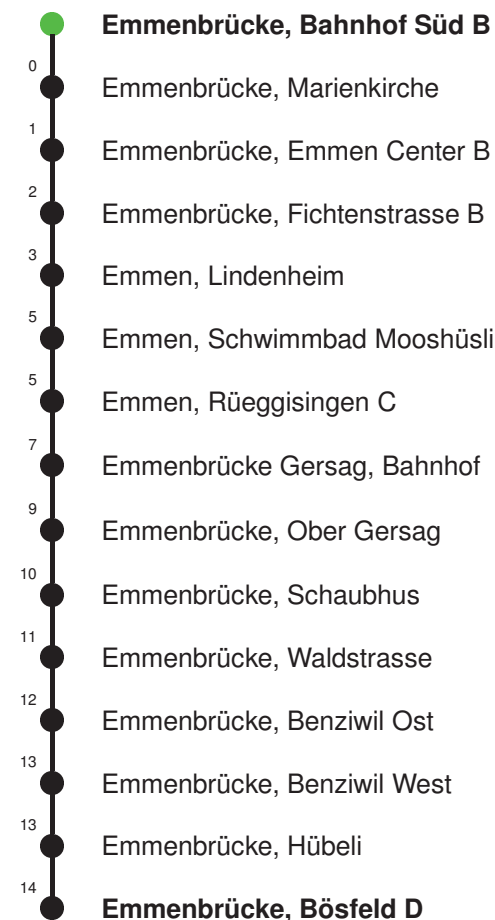 Emmenbrücke, Bahnhof Süd B
0
Emmenbrücke, Marienkirche
1
Emmenbrücke, Emmen Center B
2
Emmenbrücke, Fichtenstrasse B
3
Emmen, Lindenheim
5
Emmen, Schwimmbad Mooshüsli
5
Emmen, Rüeggisingen C
7
Emmenbrücke Gersag, Bahnhof
9
Emmenbrücke, Ober Gersag
10
Emmenbrücke, Schaubhus
11
Emmenbrücke, Waldstrasse
12
Emmenbrücke, Benziwil Ost
13
Emmenbrücke, Benziwil West
13
Emmenbrücke, Hübeli
14
Emmenbrücke, Bösfeld D